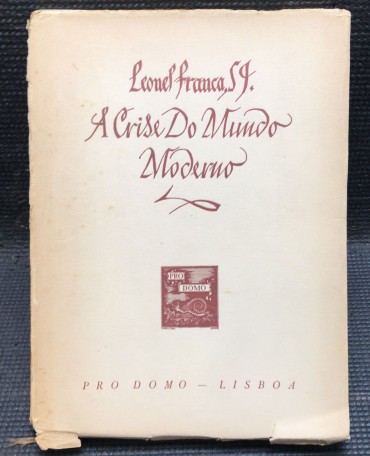 Leonel Franca, S.J.
A Crise Do Mundo
Moderno
PRO
DOMO
PRO DOMO — LISBOA